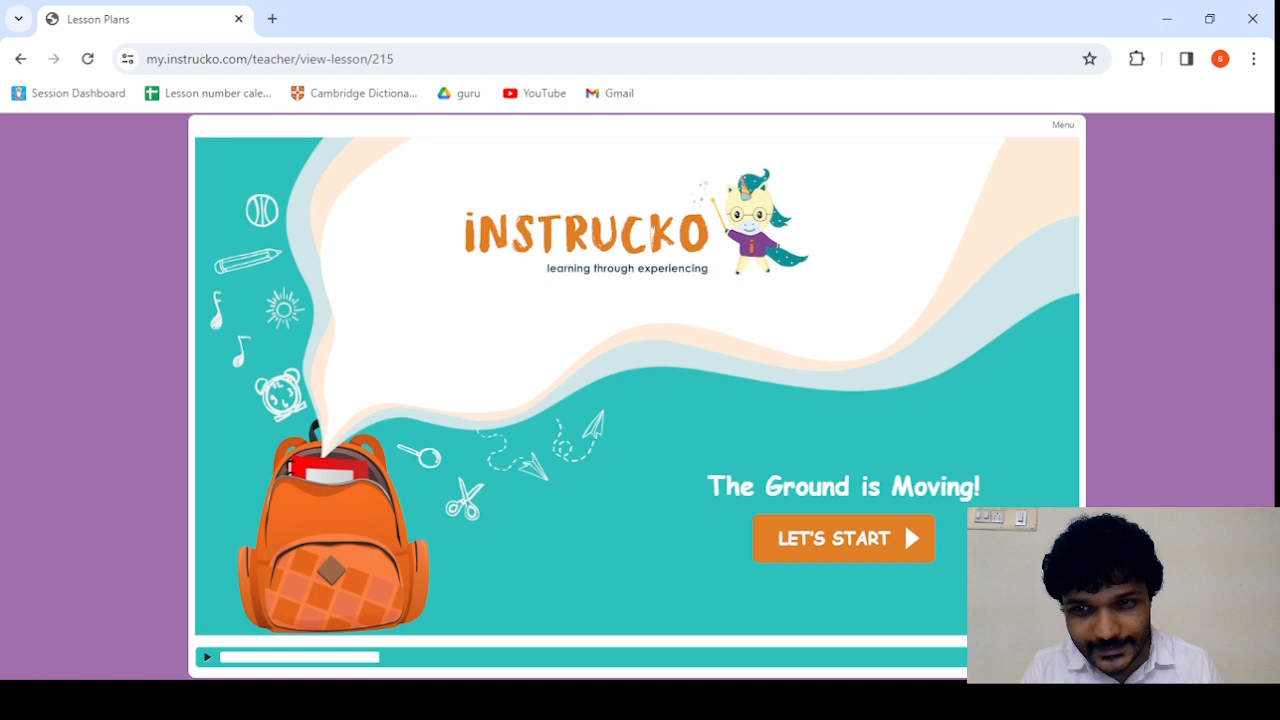 Lesson Plans
my.instrucko.com/teacher/view-lesson/215
S
Session Dashboard
Lesson number cale...
Cambridge Dictiona...
guru
YouTube
Gmail
Menu
iNSTRUCKO
learning through experiencing
i
The Ground is Moving!
LET'S START